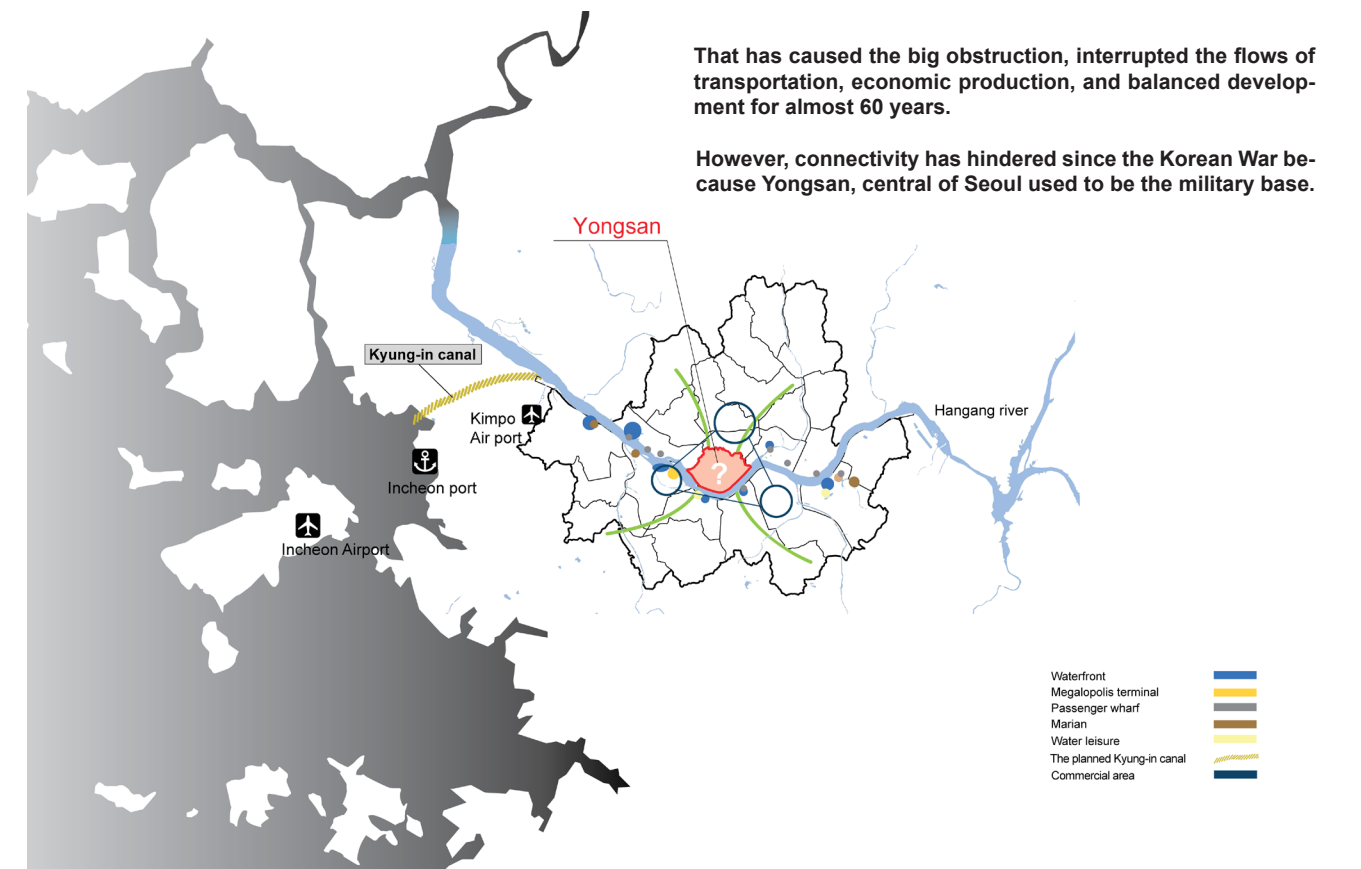 That has caused the big obstruction, interrupted the flows of
transportation, economic production, and balanced develop-
ment for almost 60 years.
However, connectivity has hindered since the Korean War be-
cause Yongsan, central of Seoul used to be the military base.
Yongsan
Kyung-in canal
Kimpo
Air port
Hangang river
?
Incheon port
Incheon Airport
Waterfront
Megalopolis terminal
Passenger wharf
Marian
Water leisure
The planned Kyung-in canal
Commercial area